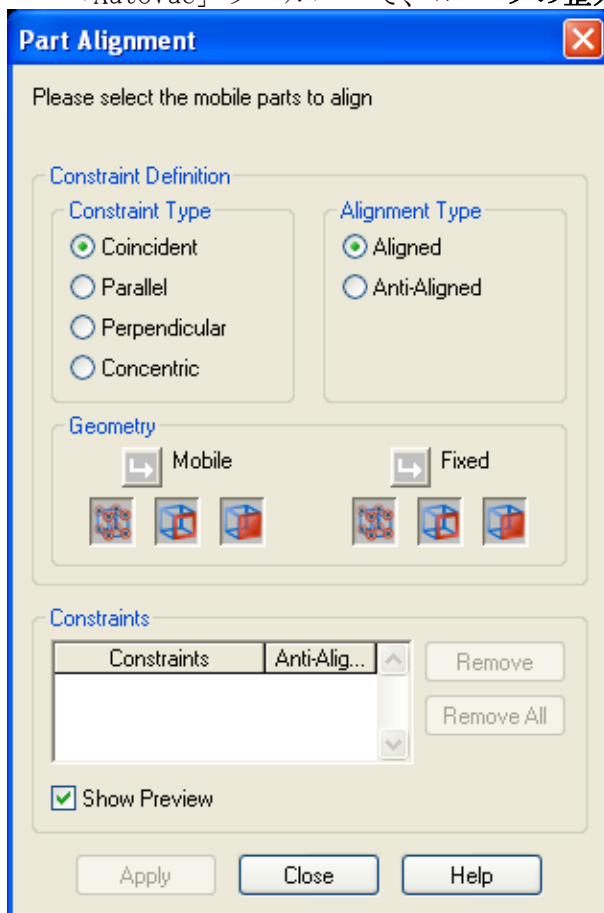 Part Alignment
Please select the mobile parts to align
Constraint Definition
Constraint Type
Coincident
Parallel
Perpendicular
Concentric
Alignment Type
Aligned
Anti-Aligned
Geometry
Mobile
Fixed
Constraints
Constraints
Anti-Alig...
Remove
Remove All
Show Preview
Apply
Close
Help